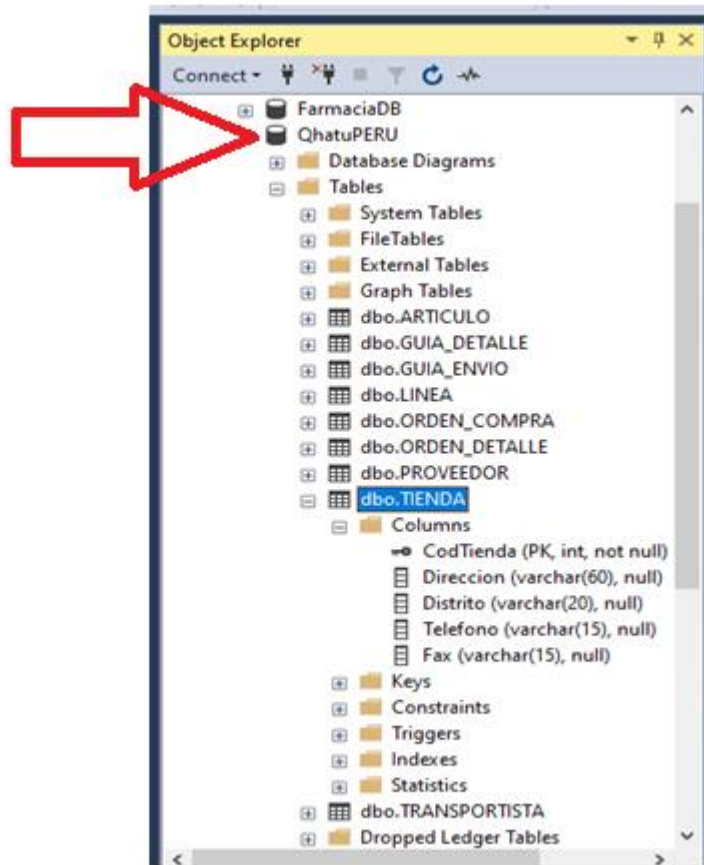 Object Explorer
Connect
FarmaciaDB
QhatuPERU
Database Diagrams
Tables
System Tables
FileTables
External Tables
Graph Tables
dbo.ARTICULO
dbo.GUIA_DETALLE
dbo.GUIA_ENVIO
dbo.LINEA
dbo.ORDEN_COMPRA
dbo.ORDEN_DETALLE
dbo.PROVEEDOR
dbo.TIENDA
Columns
CodTienda (PK, int, not null)
Direccion (varchar(60), null)
Distrito (varchar(20), null)
Telefono (varchar(15), null)
Fax (varchar(15), null)
Keys
Constraints
Triggers
Indexes
Statistics
dbo.TRANSPORTISTA
Dropped Ledger Tables